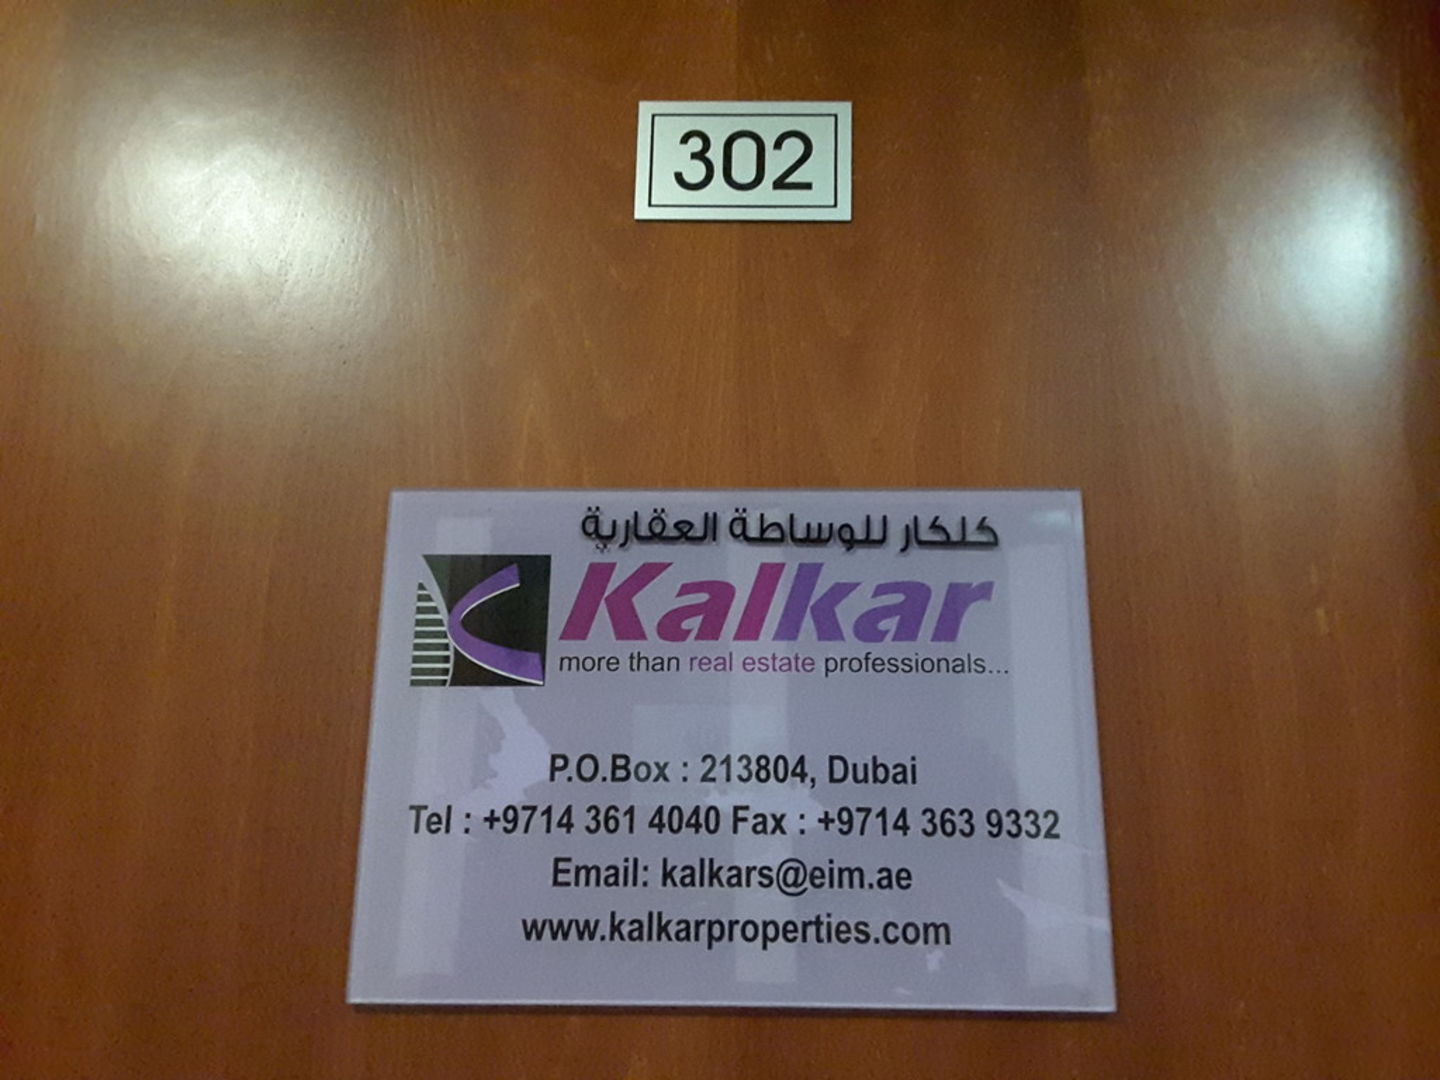 302
كلكار للوساطة العقارية
Kalkar
more than real estate professionals...
P.O.Box : 213804, Dubai
Tel : +9714 361 4040 Fax : +9714 363 9332
Email: kalkars@eim.ae
www.kalkarproperties.com